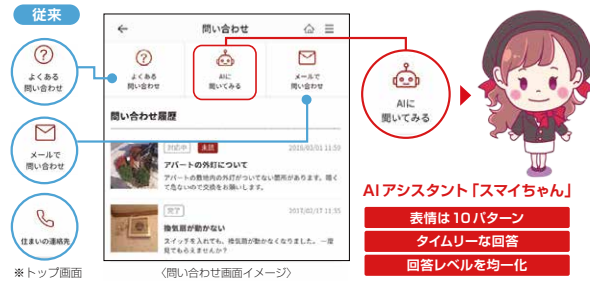 従来
よくある
問い合わせ
メールで
問い合わせ
住まいの連絡先
※トップ画面
問い合わせ
よくある
問い合わせ
AIに
聞いてみる
メールで
問い合わせ
問い合わせ履歴
対応中 未読 2018/03/01 11:59
アパートの外灯について
アパートの敷地内の外灯がついてない箇所があります。暗く
て危ないので交換をお願いします。
完了 2017/02/17 11:35
換気扇が動かない
スイッチを入れても、換気扇が動かなくなりました。一度
見てもらえませんか？
〈問い合わせ画面イメージ〉
AIに
聞いてみる
AIアシスタント「スマイちゃん」
表情は10パターン
タイムリーな回答
回答レベルを均一化